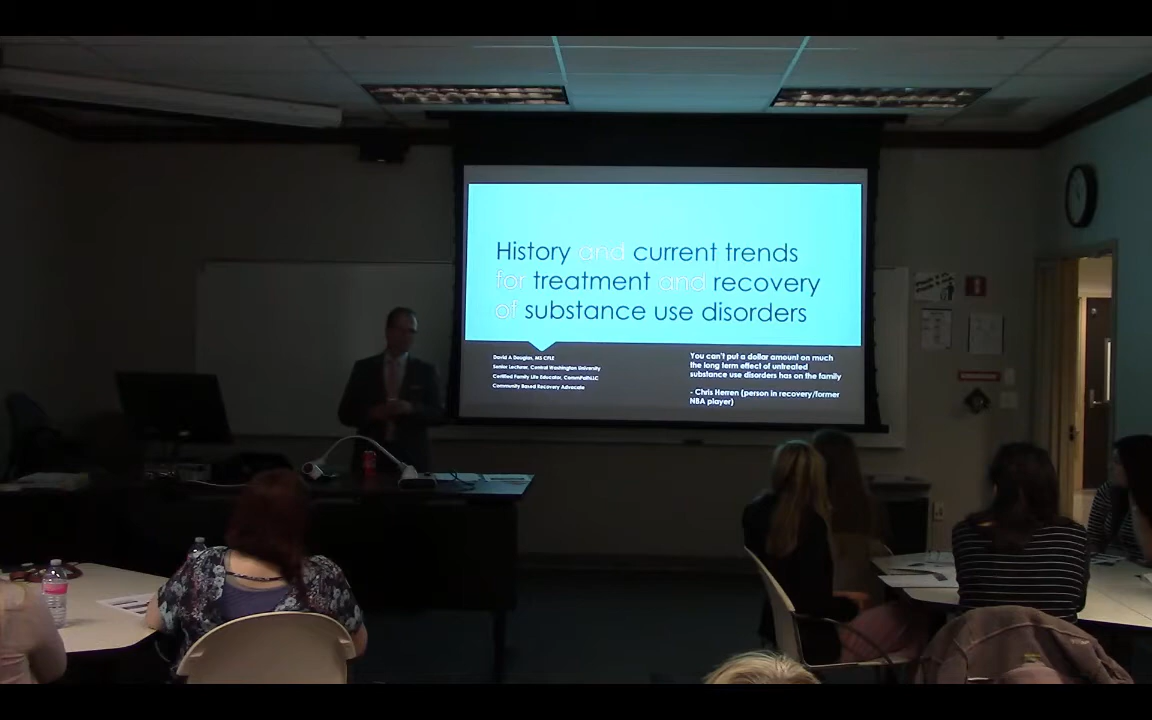 History and current trends
for treatment and recovery
of substance use disorders
David A Douglas, MS CFLE
Senior Lecturer, Central Washington University
Certified Family Life Educator, CommPathLLC
Community Based Recovery Advocate
You can't put a dollar amount on much
the long term effect of untreated
substance use disorders has on the family
- Chris Herren (person in recovery/former
NBA player)